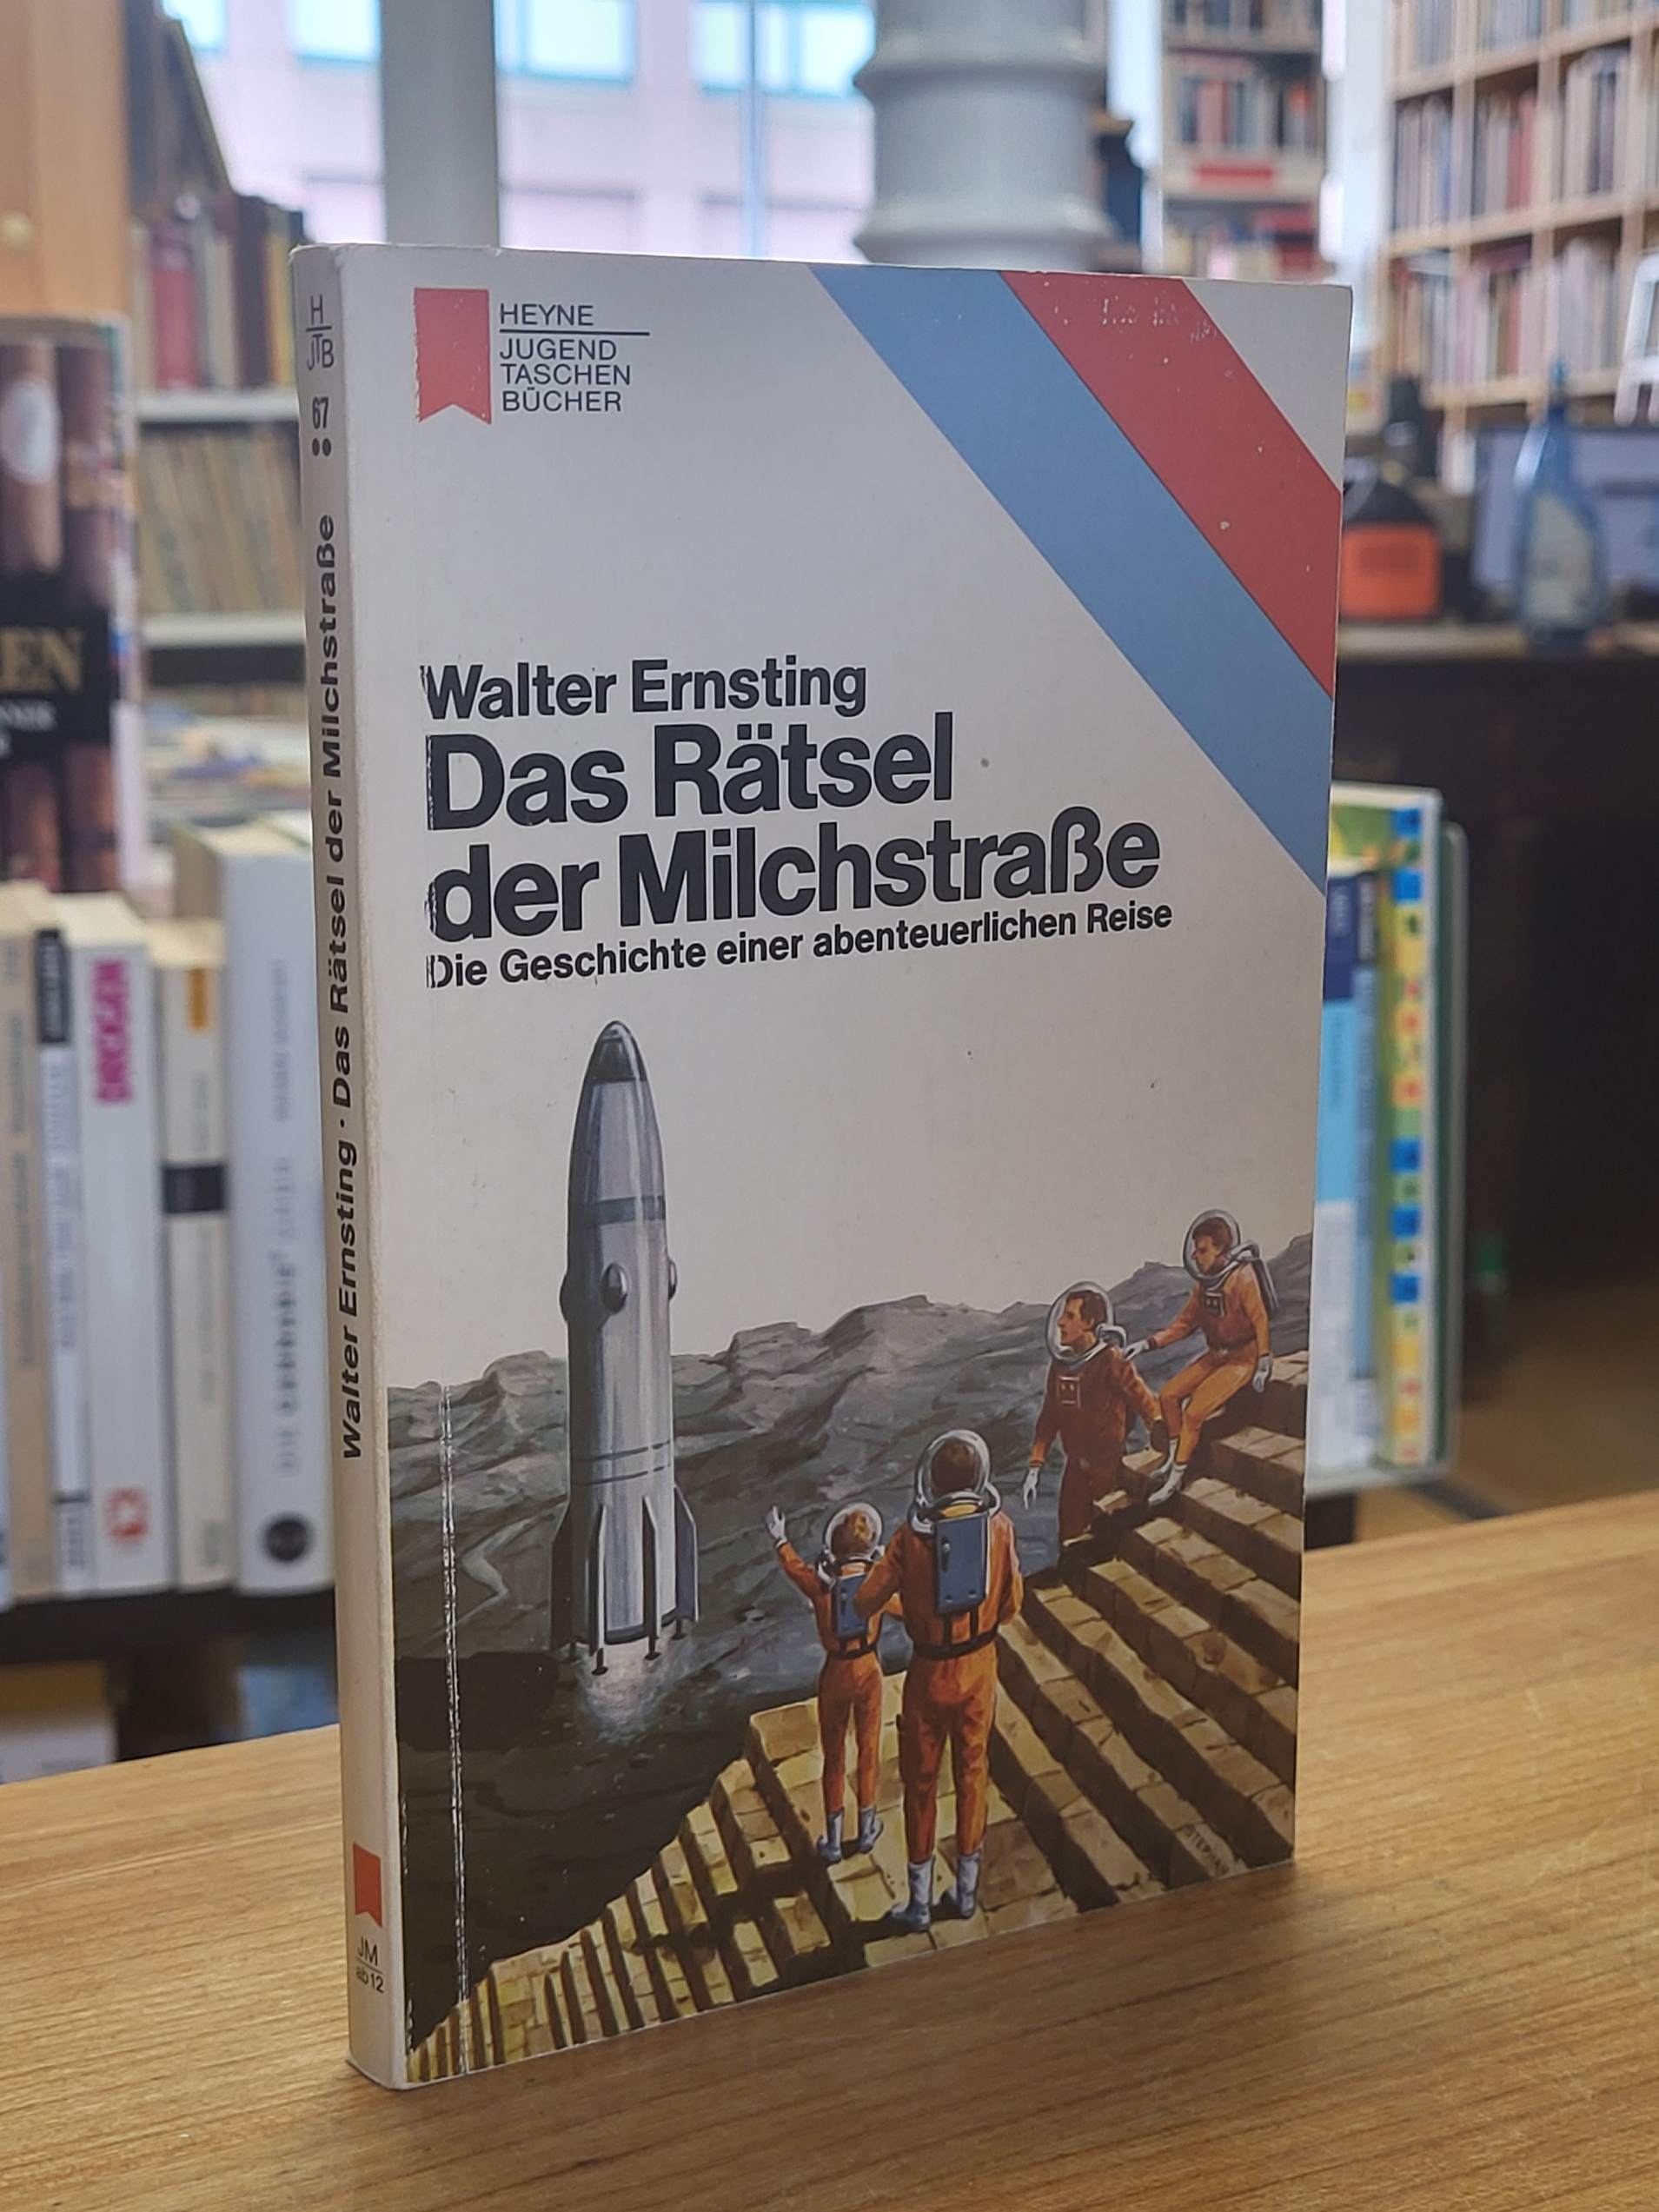 HEYNE
JUGEND
TASCHEN
BÜCHER
Walter Ernsting
Das Rätsel
der Milchstraße
Die Geschichte einer abenteuerlichen Reise
H
JTB
67
Walter Ernsting · Das Rätsel der Milchstraße
JM
ab 12
EN